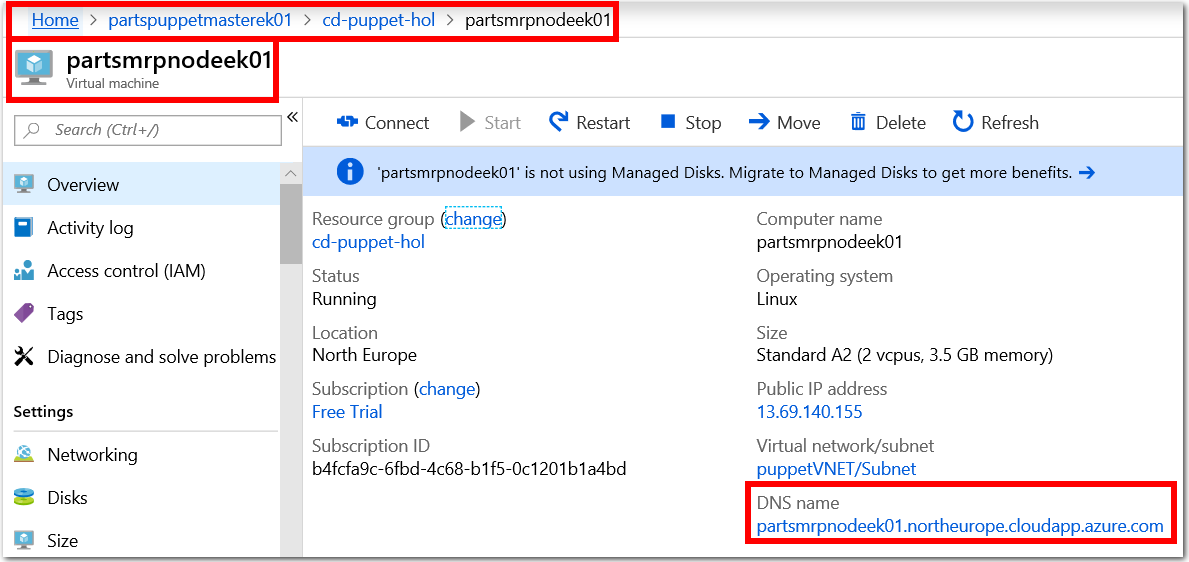 Home > partspuppetmasterek01 > cd-puppet-hol > partsmrpnodeek01
partsmrpnodeek01
Virtual machine
Search (Ctrl+/)
«
Connect Start Restart Stop Move Delete Refresh
'partsmrpnodeek01' is not using Managed Disks. Migrate to Managed Disks to get more benefits. →
Overview
Activity log
Access control (IAM)
Tags
Diagnose and solve problems
Settings
Networking
Disks
Size
Resource group (change)
cd-puppet-hol
Status
Running
Location
North Europe
Subscription (change)
Free Trial
Subscription ID
b4fcfa9c-6fbd-4c68-b1f5-0c1201b1a4bd
Computer name
partsmrpnodeek01
Operating system
Linux
Size
Standard A2 (2 vcpus, 3.5 GB memory)
Public IP address
13.69.140.155
Virtual network/subnet
puppetVNET/Subnet
DNS name
partsmrpnodeek01.northeurope.cloudapp.azure.com